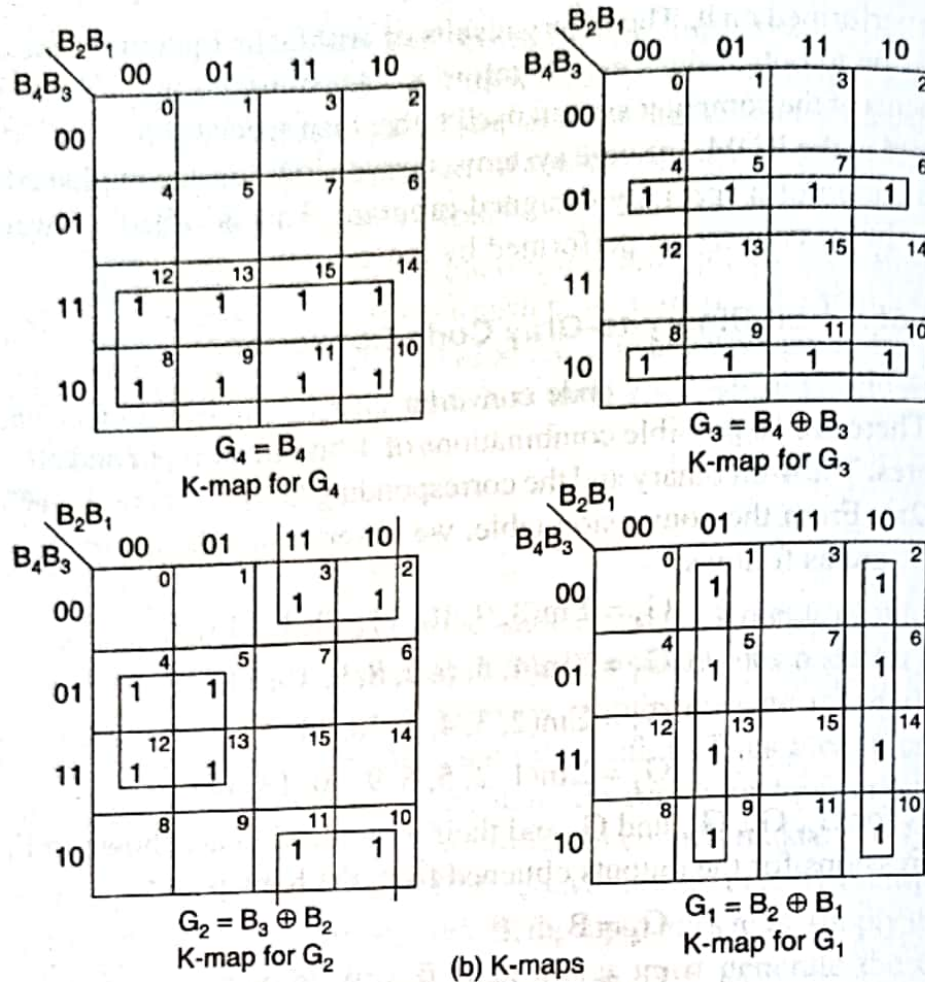 B₂B₁
B₄B₃ 00 01 11 10
0 1 3 2
00
4 5 7 6
01
12 13 15 14
11 1 1 1 1
8 9 11 10
10 1 1 1 1
G₄ = B₄
K-map for G₄
B₂B₁
B₄B₃ 00 01 11 10
0 1 3 2
00
4 5 7 6
01 1 1 1 1
12 13 15 14
11
8 9 11 10
10 1 1 1 1
G₃ = B₄ ⊕ B₃
K-map for G₃
B₂B₁
B₄B₃ 00 01 11 10
0 1 3 2
00 1 1
4 5 7 6
01 1 1
12 13 15 14
11 1 1
8 9 11 10
10 1 1
G₂ = B₃ ⊕ B₂
K-map for G₂
B₂B₁
B₄B₃ 00 01 11 10
0 1 3 2
00 1 1
4 5 7 6
01 1 1
12 13 15 14
11 1 1
8 9 11 10
10 1 1
G₁ = B₂ ⊕ B₁
K-map for G₁
(b) K-maps